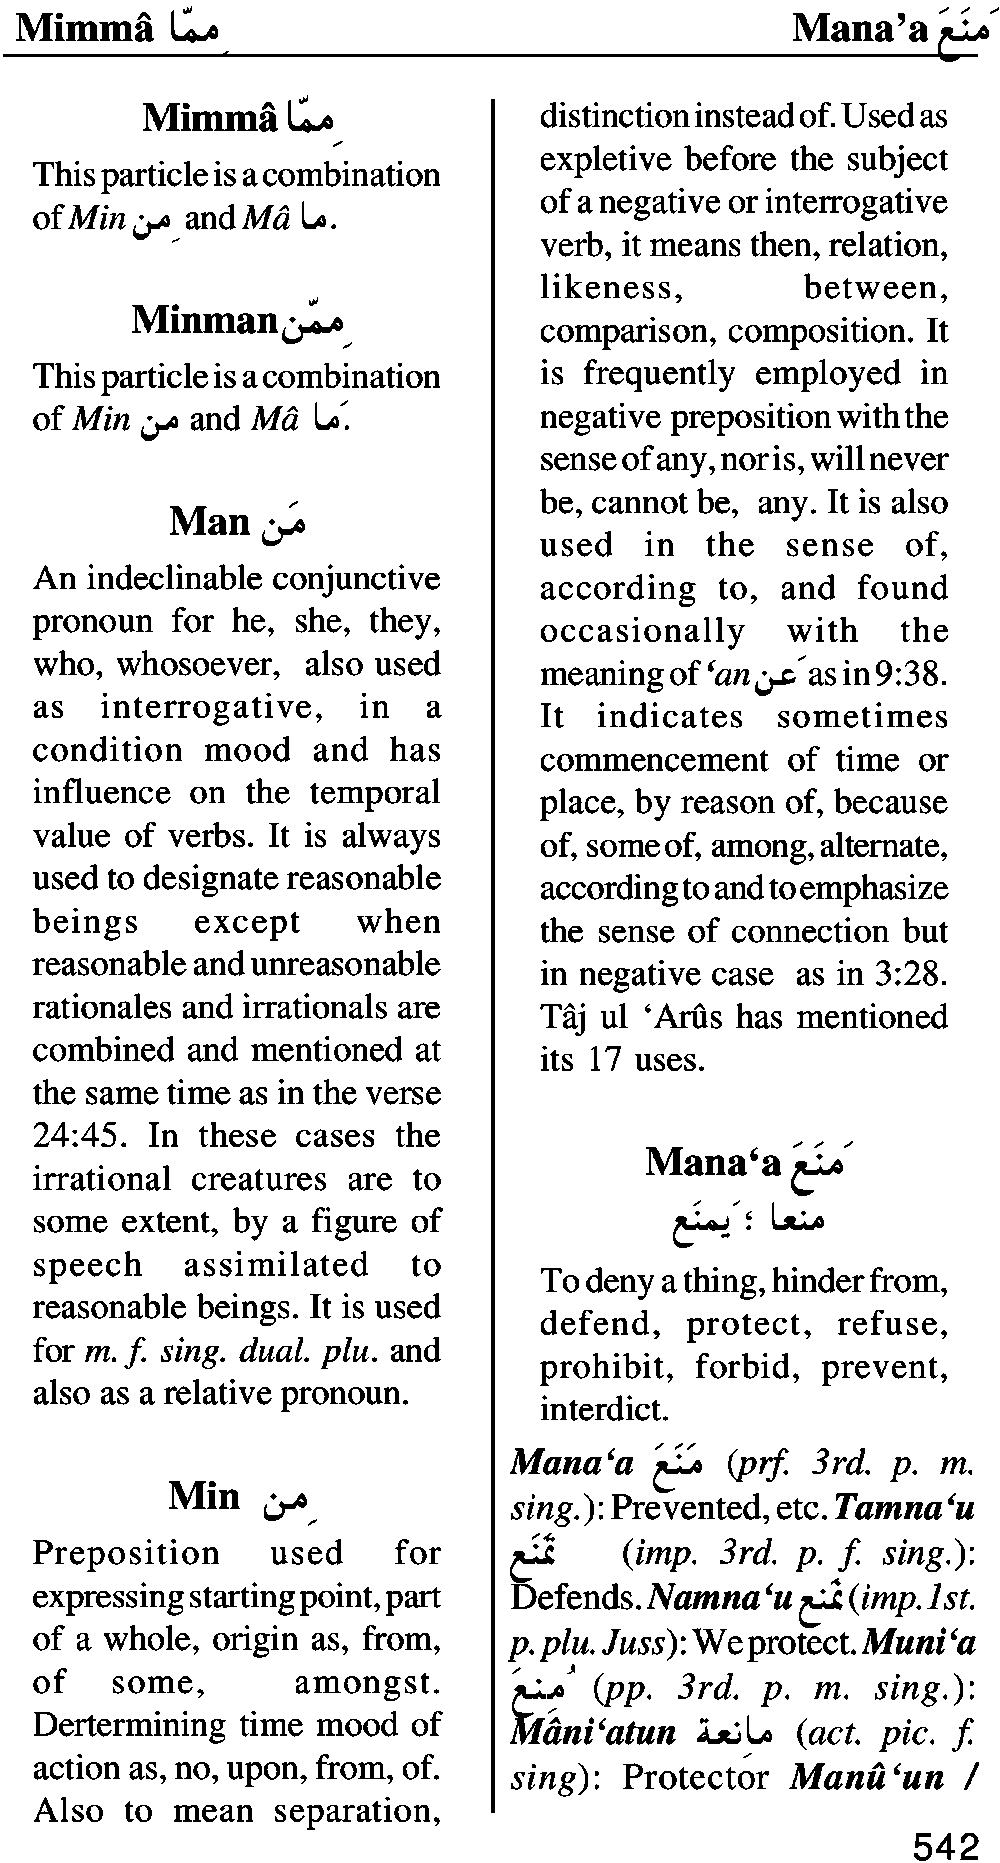 Mimmâ مِمّا
Mana’a مَنَعَ
Mimmâ مِمّا
This particle is a combination
of Min مِن and Mâ ما.
Minman مِمّن
This particle is a combination
of Min من and Mâ مَا.
Man مَن
An indeclinable conjunctive
pronoun for he, she, they,
who, whosoever, also used
as interrogative, in a
condition mood and has
influence on the temporal
value of verbs. It is always
used to designate reasonable
beings except when
reasonable and unreasonable
rationales and irrationals are
combined and mentioned at
the same time as in the verse
24:45. In these cases the
irrational creatures are to
some extent, by a figure of
speech assimilated to
reasonable beings. It is used
for m. f. sing. dual. plu. and
also as a relative pronoun.
Min مِن
Preposition used for
expressing starting point, part
of a whole, origin as, from,
of some, amongst.
Dertermining time mood of
action as, no, upon, from, of.
Also to mean separation,
distinction instead of. Used as
expletive before the subject
of a negative or interrogative
verb, it means then, relation,
likeness, between,
comparison, composition. It
is frequently employed in
negative preposition with the
sense of any, nor is, will never
be, cannot be, any. It is also
used in the sense of,
according to, and found
occasionally with the
meaning of ‘an عَن as in 9:38.
It indicates sometimes
commencement of time or
place, by reason of, because
of, some of, among, alternate,
according to and to emphasize
the sense of connection but
in negative case as in 3:28.
Tâj ul ‘Arûs has mentioned
its 17 uses.
Mana‘a مَنَعَ
منعا ؛ يَمنَع
To deny a thing, hinder from,
defend, protect, refuse,
prohibit, forbid, prevent,
interdict.
Mana‘a مَنَعَ (prf. 3rd. p. m.
sing.): Prevented, etc. Tamna‘u
تَمْنَع (imp. 3rd. p. f. sing.):
Defends. Namna‘u نَمنع (imp. 1st.
p. plu. Juss): We protect. Muni‘a
مُنِعَ (pp. 3rd. p. m. sing.):
Mâni‘atun مانِعة (act. pic. f.
sing): Protector Manû‘un /
542